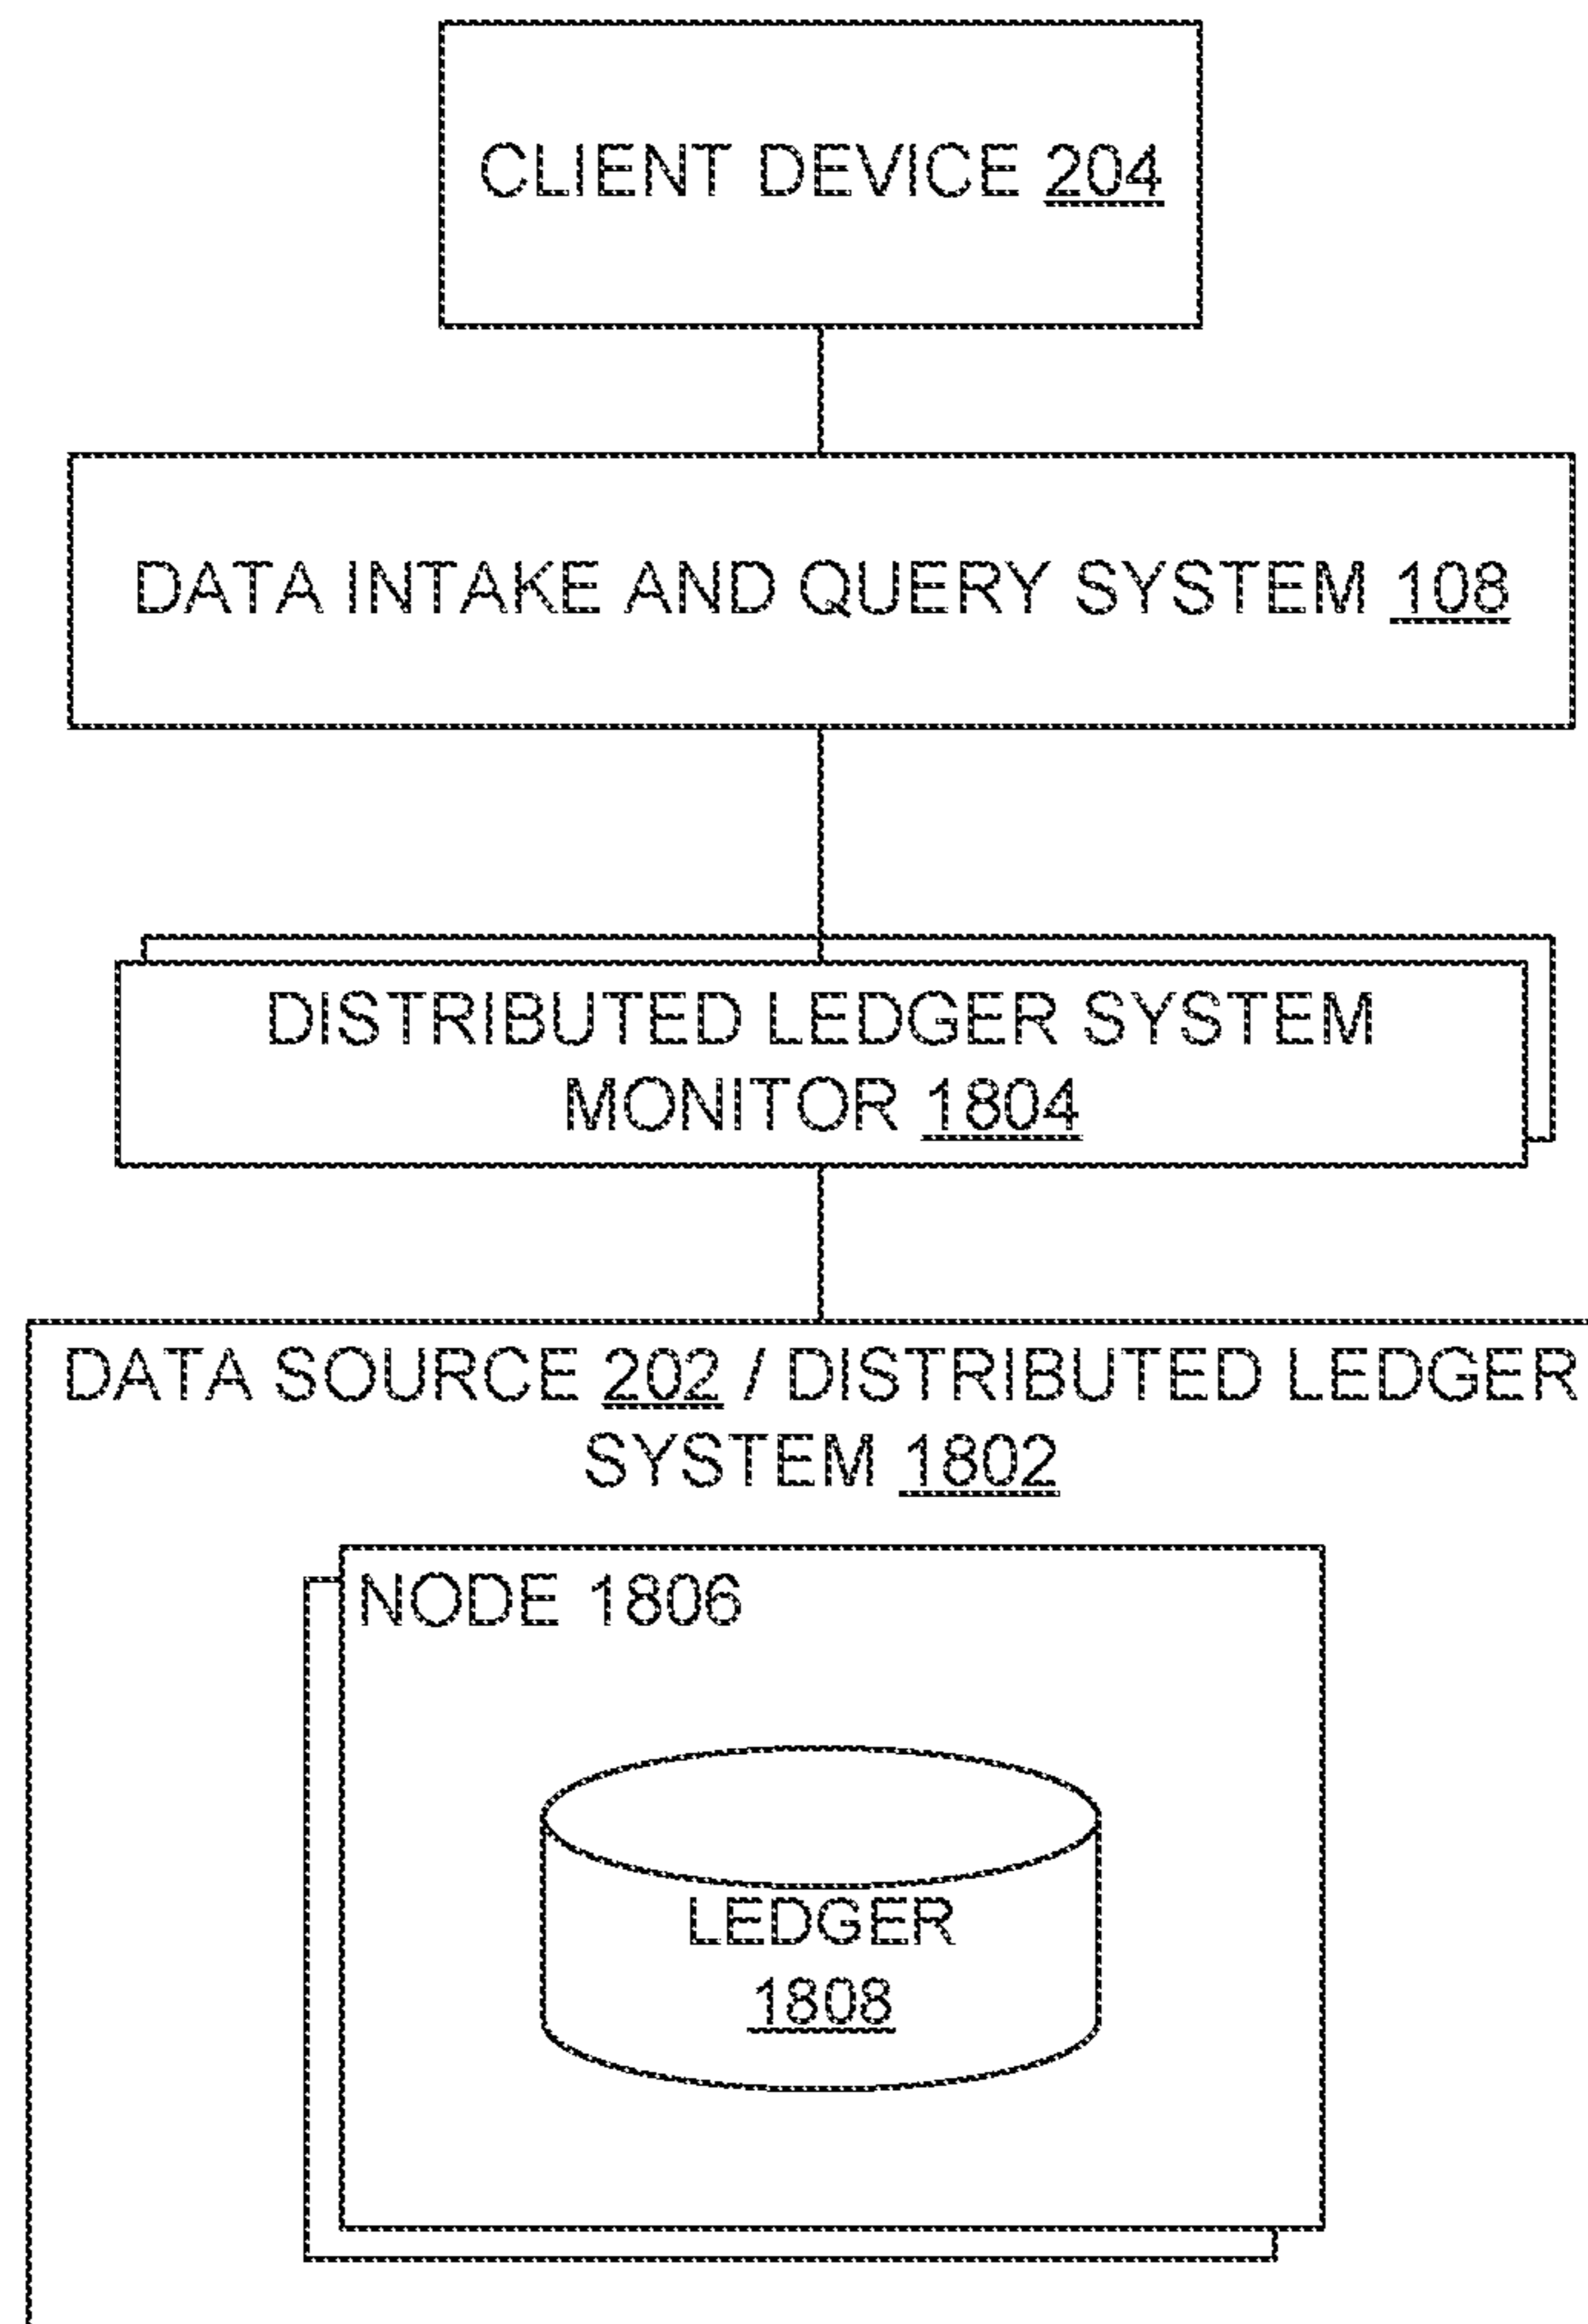 CLIENT DEVICE 204
DATA INTAKE AND QUERY SYSTEM 108
DISTRIBUTED LEDGER SYSTEM
MONITOR 1804
DATA SOURCE 202 / DISTRIBUTED LEDGER
SYSTEM 1802
NODE 1806
LEDGER
1808